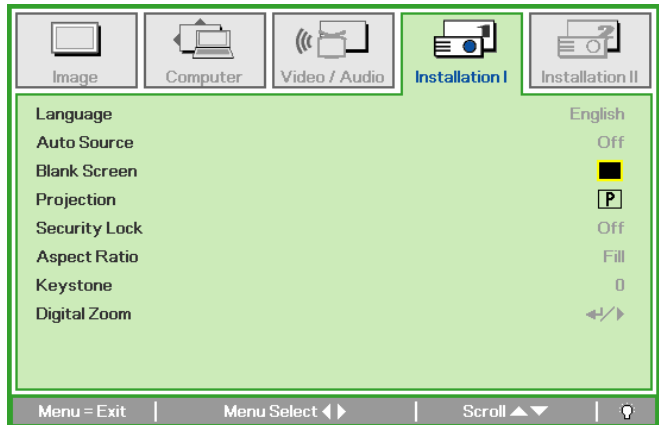 Image Computer Video / Audio Installation I Installation II
Language English
Auto Source Off
Blank Screen
Projection P
Security Lock Off
Aspect Ratio Fill
Keystone 0
Digital Zoom
Menu = Exit Menu Select Scroll